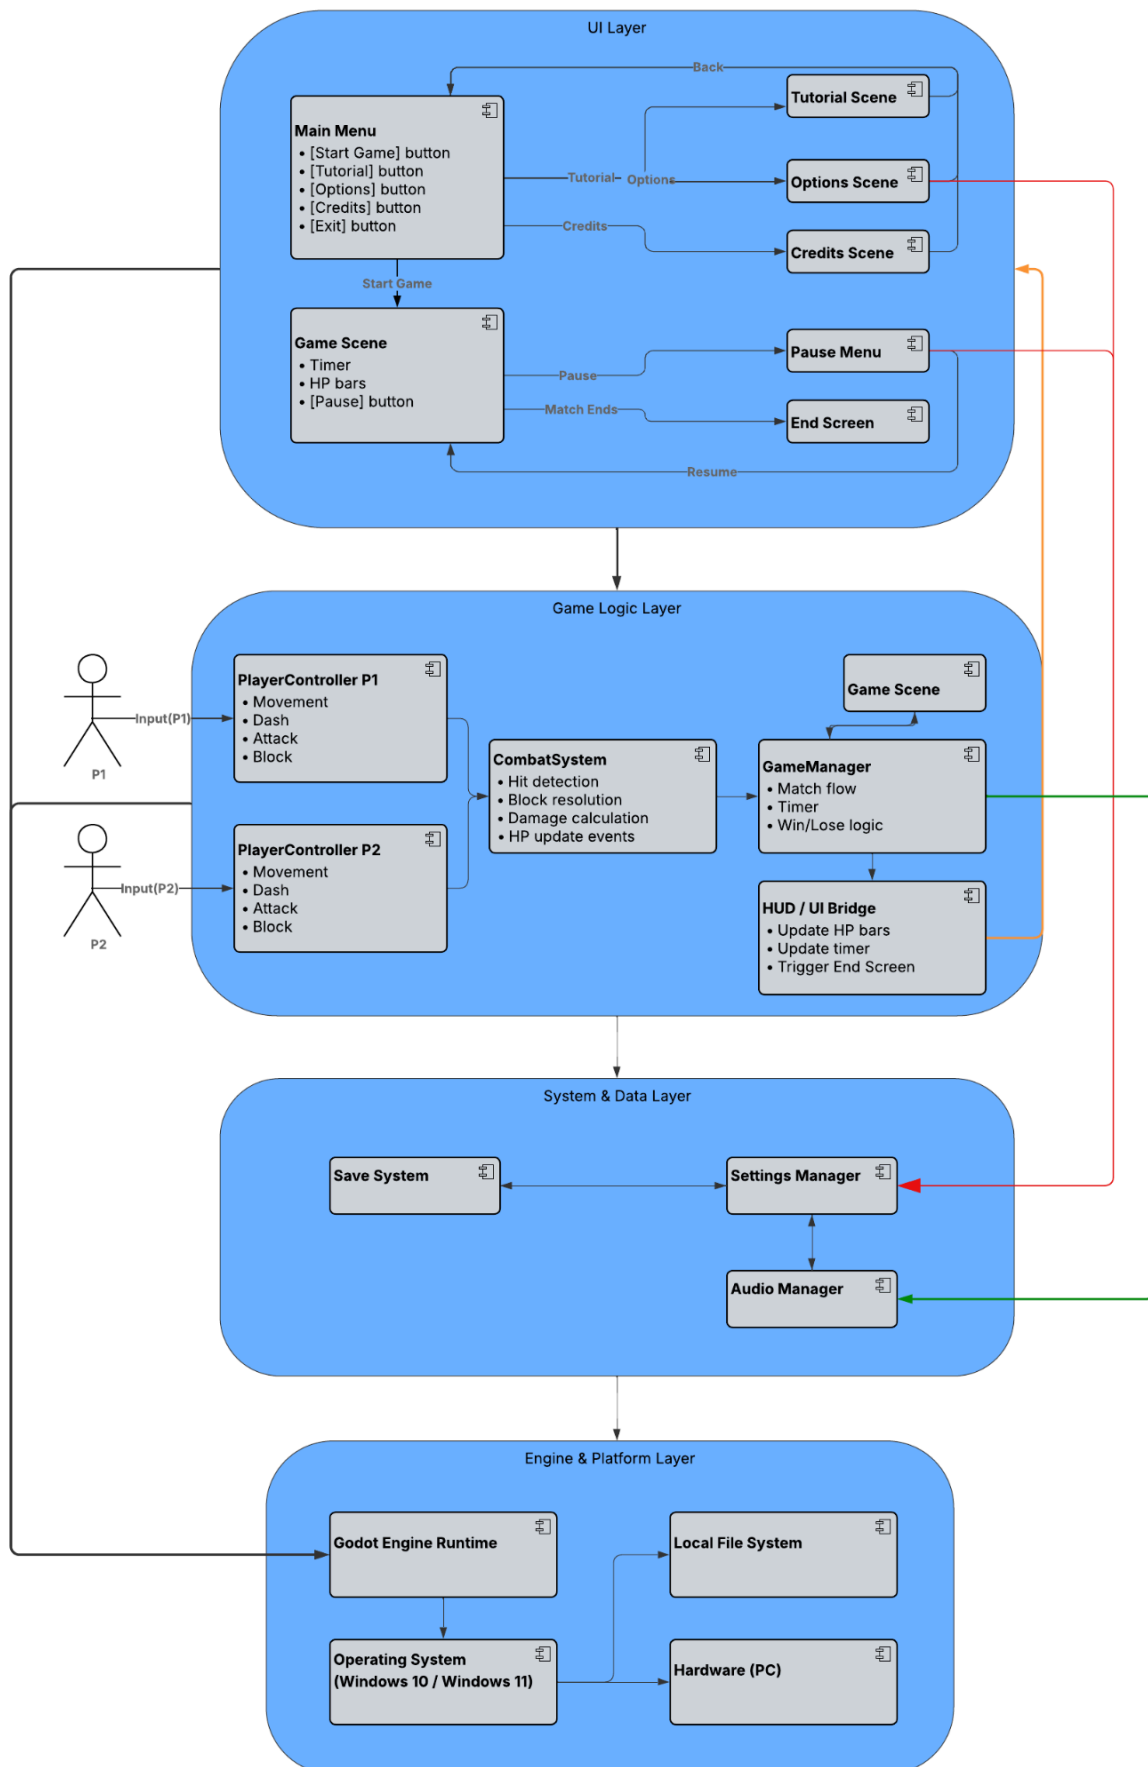 UI Layer
Back
Tutorial Scene
Main Menu
• [Start Game] button
• [Tutorial] button
• [Options] button
• [Credits] button
• [Exit] button
Tutorial
Options
Options Scene
Credits
Credits Scene
Start Game
Game Scene
• Timer
• HP bars
• [Pause] button
Pause
Pause Menu
Match Ends
End Screen
Resume
Game Logic Layer
P1
Input(P1)
PlayerController P1
• Movement
• Dash
• Attack
• Block
Game Scene
CombatSystem
• Hit detection
• Block resolution
• Damage calculation
• HP update events
GameManager
• Match flow
• Timer
• Win/Lose logic
P2
Input(P2)
PlayerController P2
• Movement
• Dash
• Attack
• Block
HUD / UI Bridge
• Update HP bars
• Update timer
• Trigger End Screen
System & Data Layer
Save System
Settings Manager
Audio Manager
Engine & Platform Layer
Godot Engine Runtime
Local File System
Operating System
(Windows 10 / Windows 11)
Hardware (PC)